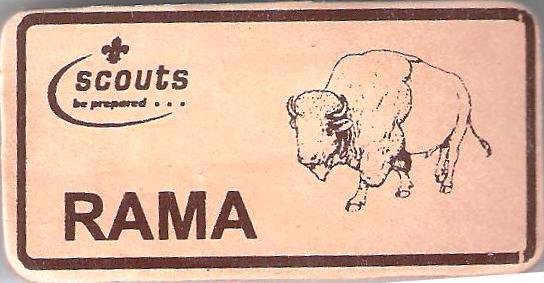 scouts
be prepared . . .
RAMA